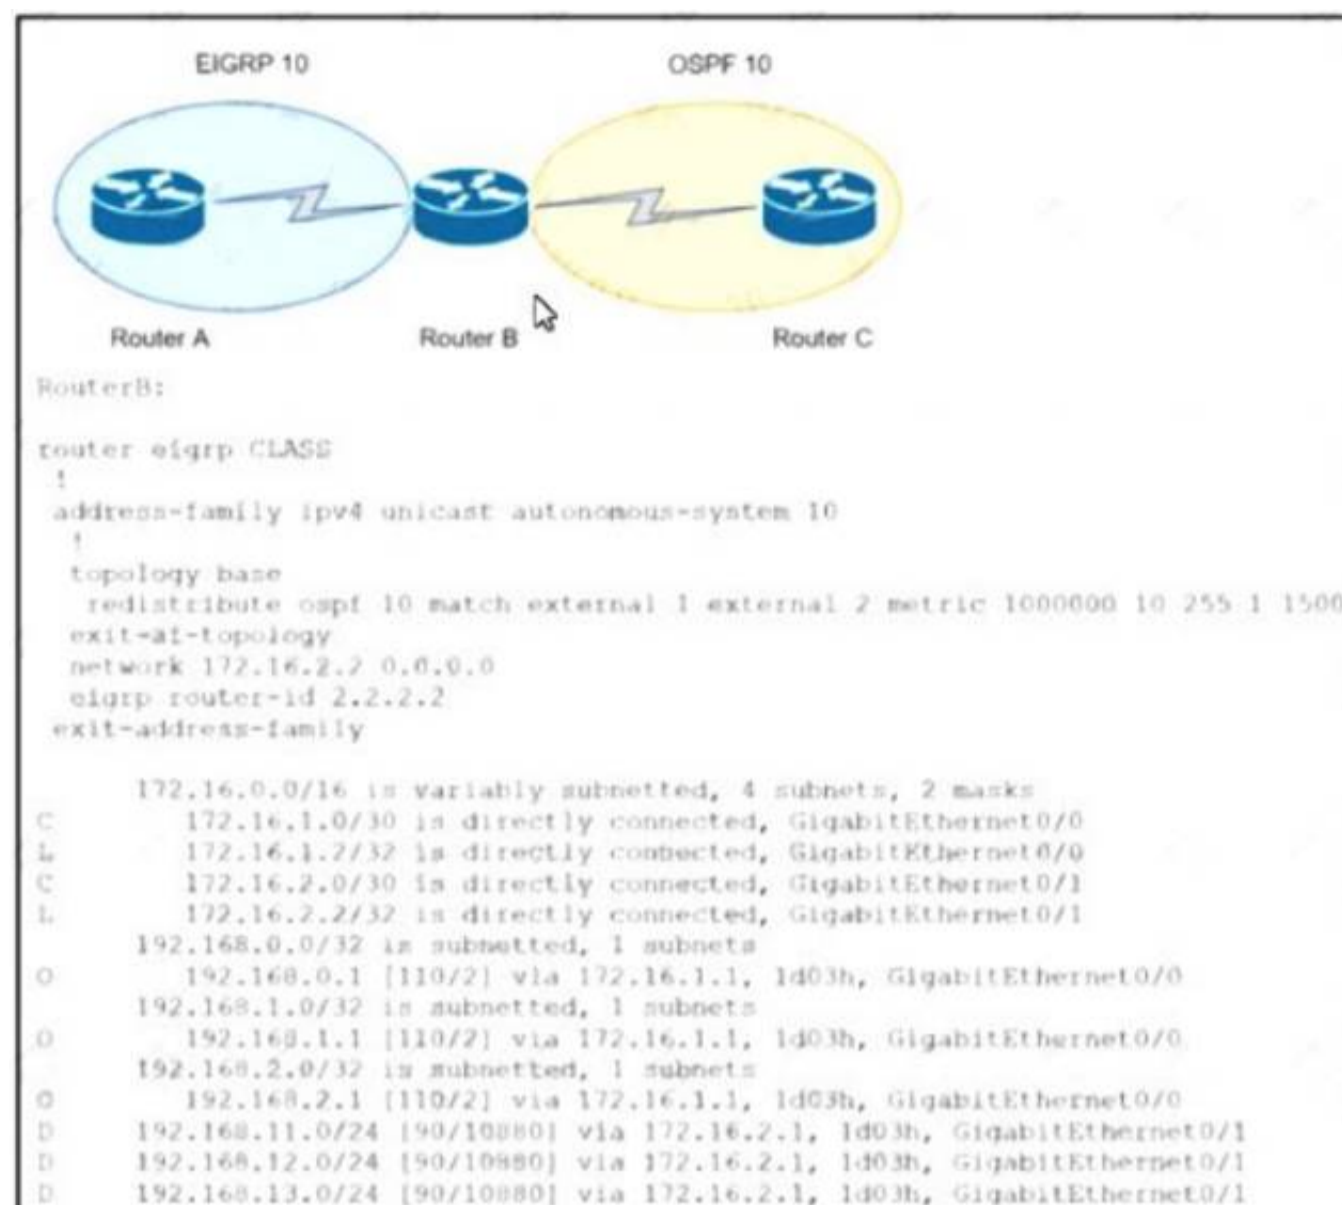 EIGRP 10
OSPF 10
Router A
Router B
Router C
RouterB:
router eigrp CLASS
!
address-family ipv4 unicast autonomous-system 10
!
topology base
redistribute ospf 10 match external 1 external 2 metric 1000000 10 255 1 1500
exit-af-topology
network 172.16.2.2 0.0.0.0
eigrp router-id 2.2.2.2
exit-address-family
172.16.0.0/16 is variably subnetted, 4 subnets, 2 masks
C 172.16.1.0/30 is directly connected, GigabitEthernet0/0
L 172.16.1.2/32 is directly connected, GigabitEthernet0/0
C 172.16.2.0/30 is directly connected, GigabitEthernet0/1
L 172.16.2.2/32 is directly connected, GigabitEthernet0/1
192.168.0.0/32 is subnetted, 1 subnets
O 192.168.0.1 [110/2] via 172.16.1.1, 1d03h, GigabitEthernet0/0
192.168.1.0/32 is subnetted, 1 subnets
O 192.168.1.1 [110/2] via 172.16.1.1, 1d03h, GigabitEthernet0/0
192.168.2.0/32 is subnetted, 1 subnets
O 192.168.2.1 [110/2] via 172.16.1.1, 1d03h, GigabitEthernet0/0
D 192.168.11.0/24 [90/10880] via 172.16.2.1, 1d03h, GigabitEthernet0/1
D 192.168.12.0/24 [90/10880] via 172.16.2.1, 1d03h, GigabitEthernet0/1
D 192.168.13.0/24 [90/10880] via 172.16.2.1, 1d03h, GigabitEthernet0/1